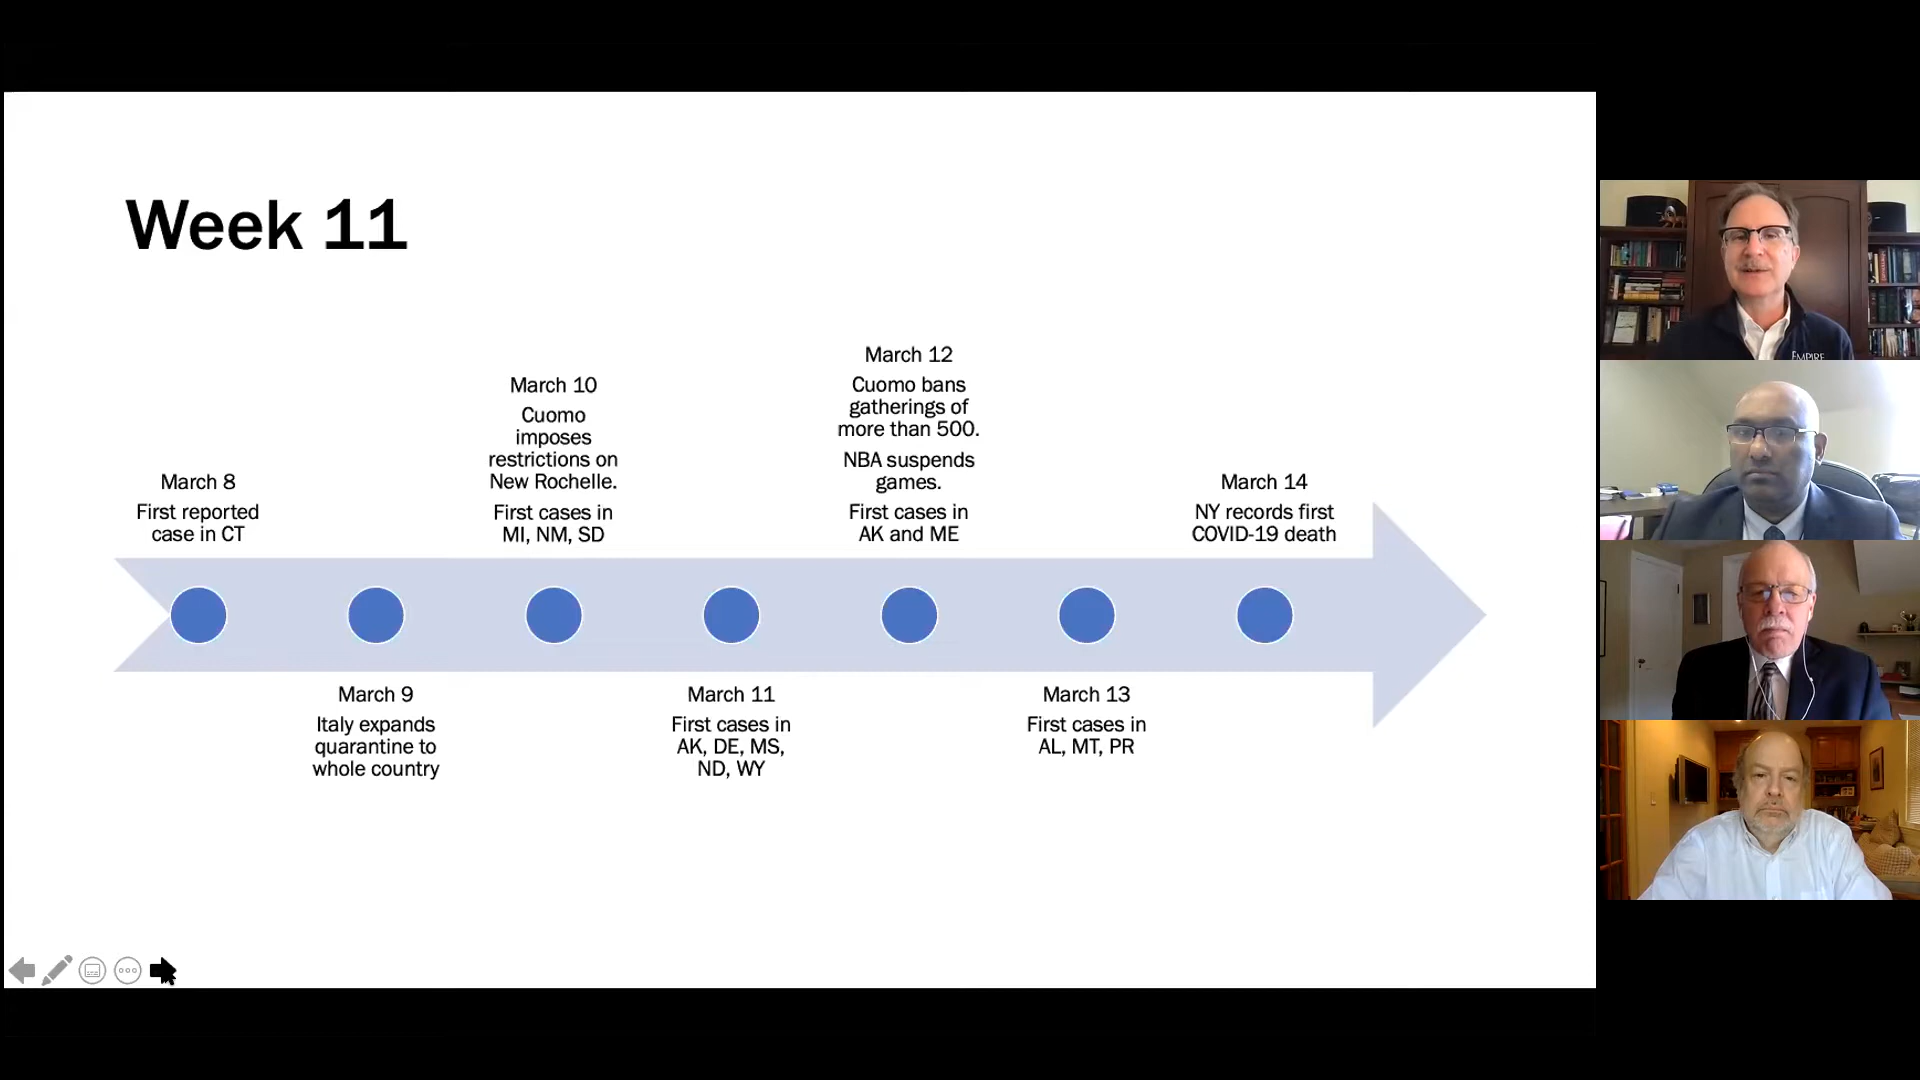 Week 11
March 8
First reported
case in CT
March 9
Italy expands
quarantine to
whole country
March 10
Cuomo
imposes
restrictions on
New Rochelle.
First cases in
MI, NM, SD
March 11
First cases in
AK, DE, MS,
ND, WY
March 12
Cuomo bans
gatherings of
more than 500.
NBA suspends
games.
First cases in
AK and ME
March 13
First cases in
AL, MT, PR
March 14
NY records first
COVID-19 death
EMPIRE